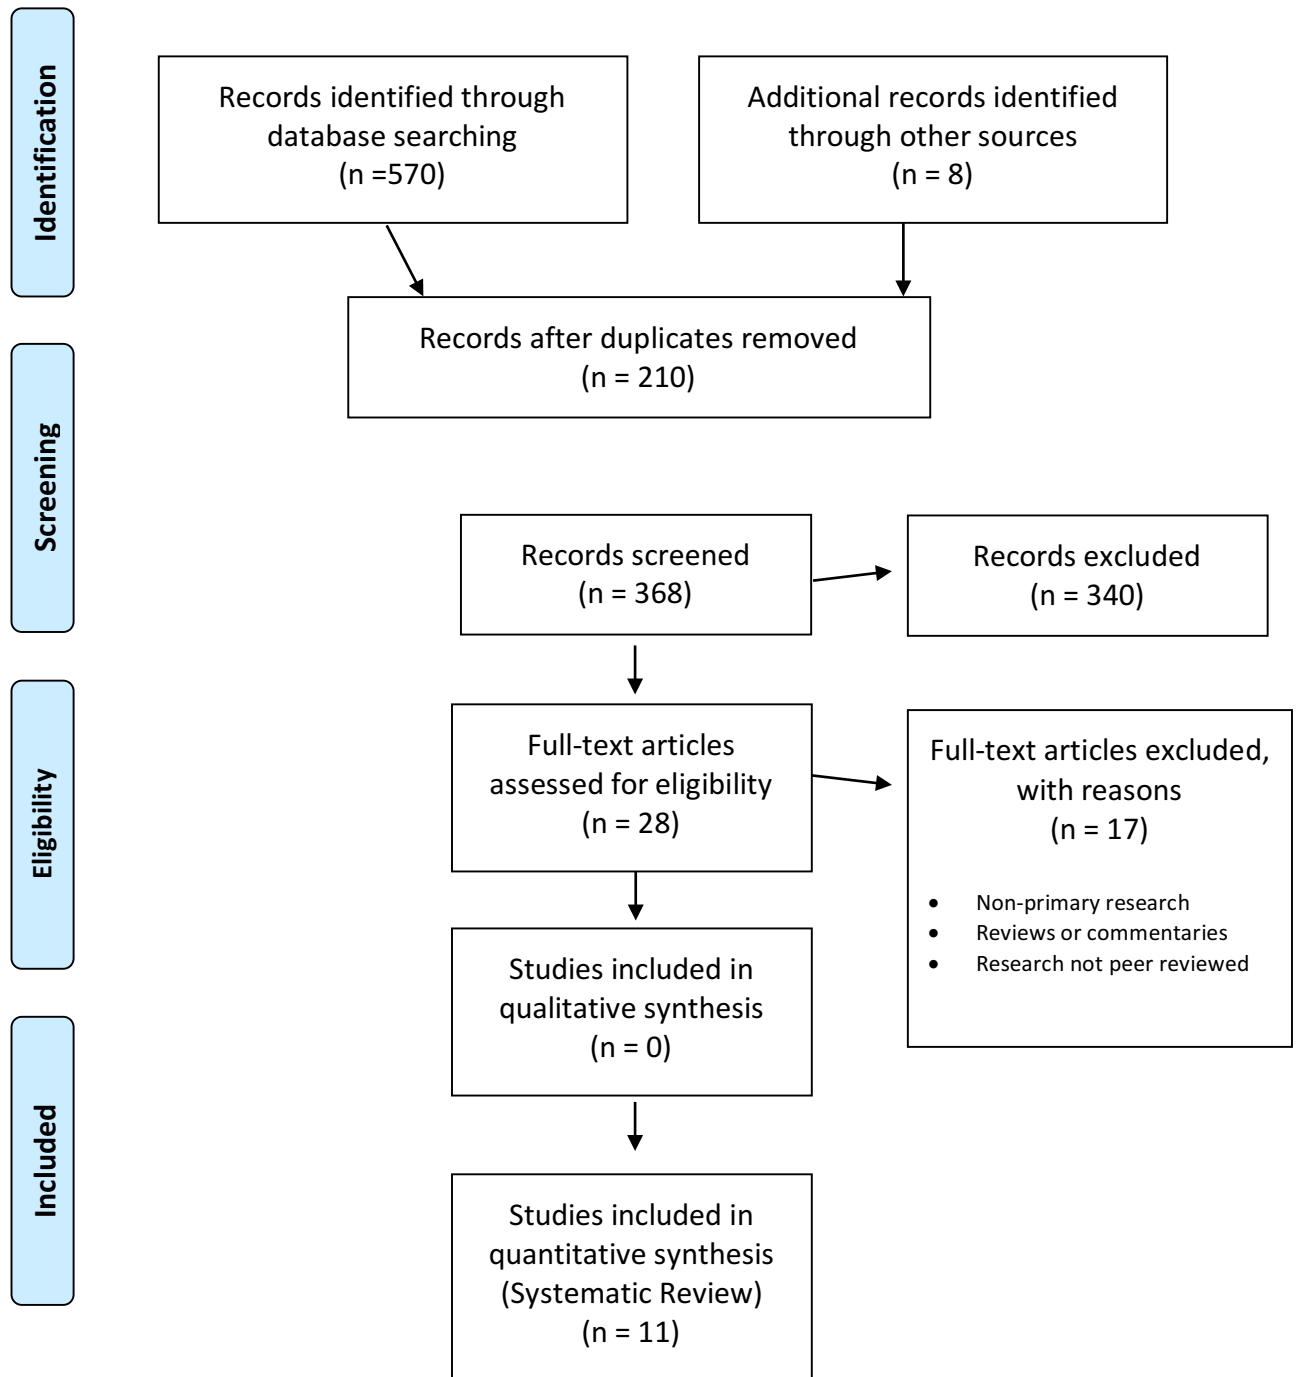 Identification
Records identified through
database searching
(n =570)
Additional records identified
through other sources
(n = 8)
Records after duplicates removed
(n = 210)
Screening
Records screened
(n = 368)
Records excluded
(n = 340)
Eligibility
Full-text articles
assessed for eligibility
(n = 28)
Full-text articles excluded,
with reasons
(n = 17)
• Non-primary research
• Reviews or commentaries
• Research not peer reviewed
Studies included in
qualitative synthesis
(n = 0)
Included
Studies included in
quantitative synthesis
(Systematic Review)
(n = 11)